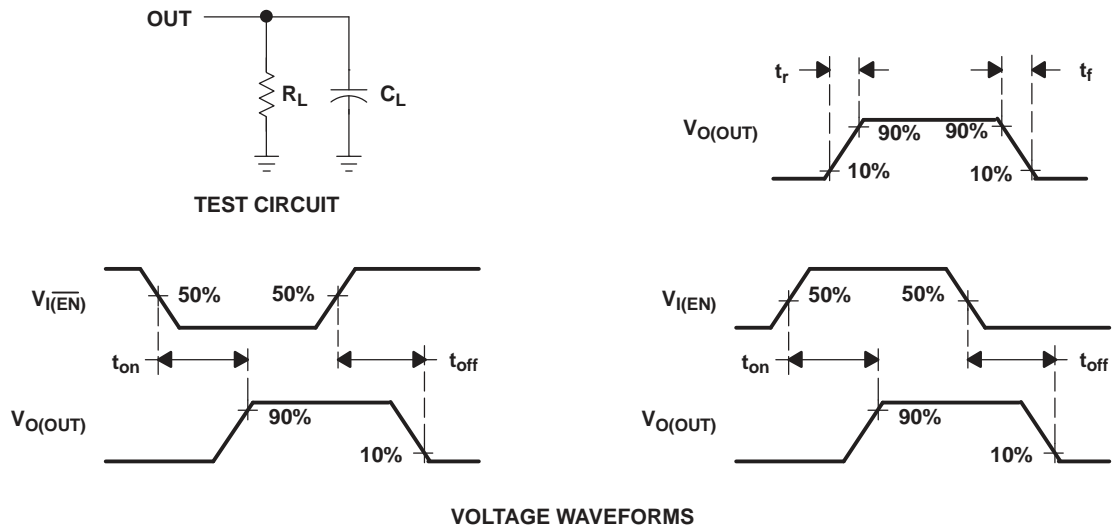 OUT
R_L
C_L
TEST CIRCUIT
t_r
t_f
V_O(OUT)
90%
90%
10%
10%
V_I(E̅N̅)
50%
50%
t_on
t_off
V_O(OUT)
90%
10%
V_I(EN)
50%
50%
t_on
t_off
V_O(OUT)
90%
10%
VOLTAGE WAVEFORMS